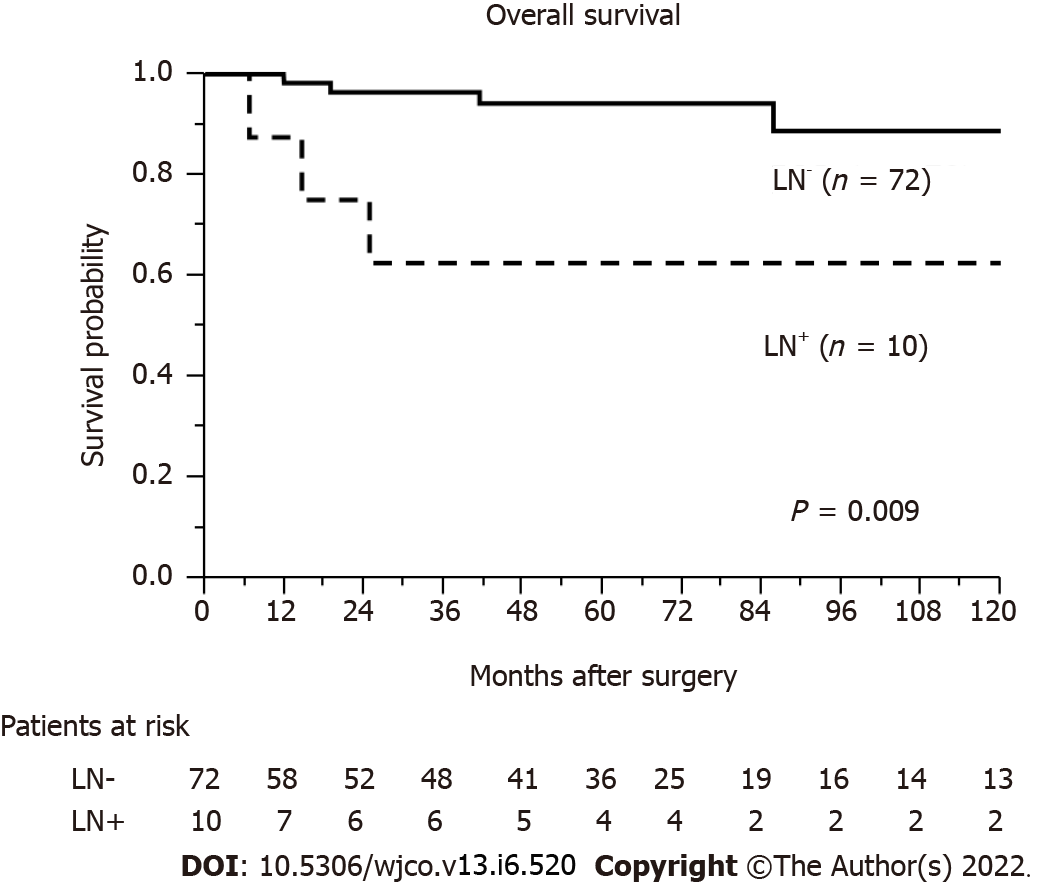 Overall survival
1.0
0.8
0.6
0.4
0.2
0.0
Survival probability
LN⁻ (n = 72)
LN⁺ (n = 10)
P = 0.009
0 12 24 36 48 60 72 84 96 108 120
Months after surgery
Patients at risk
LN- 72 58 52 48 41 36 25 19 16 14 13
LN+ 10 7 6 6 5 4 4 2 2 2 2
DOI: 10.5306/wjco.v13.i6.520 Copyright ©The Author(s) 2022.